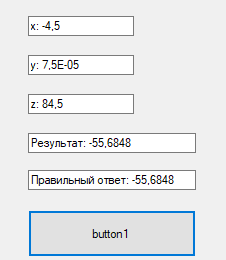 x: -4,5
y: 7,5E-05
z: 84,5
Результат: -55,6848
Правильный ответ: -55,6848
button1